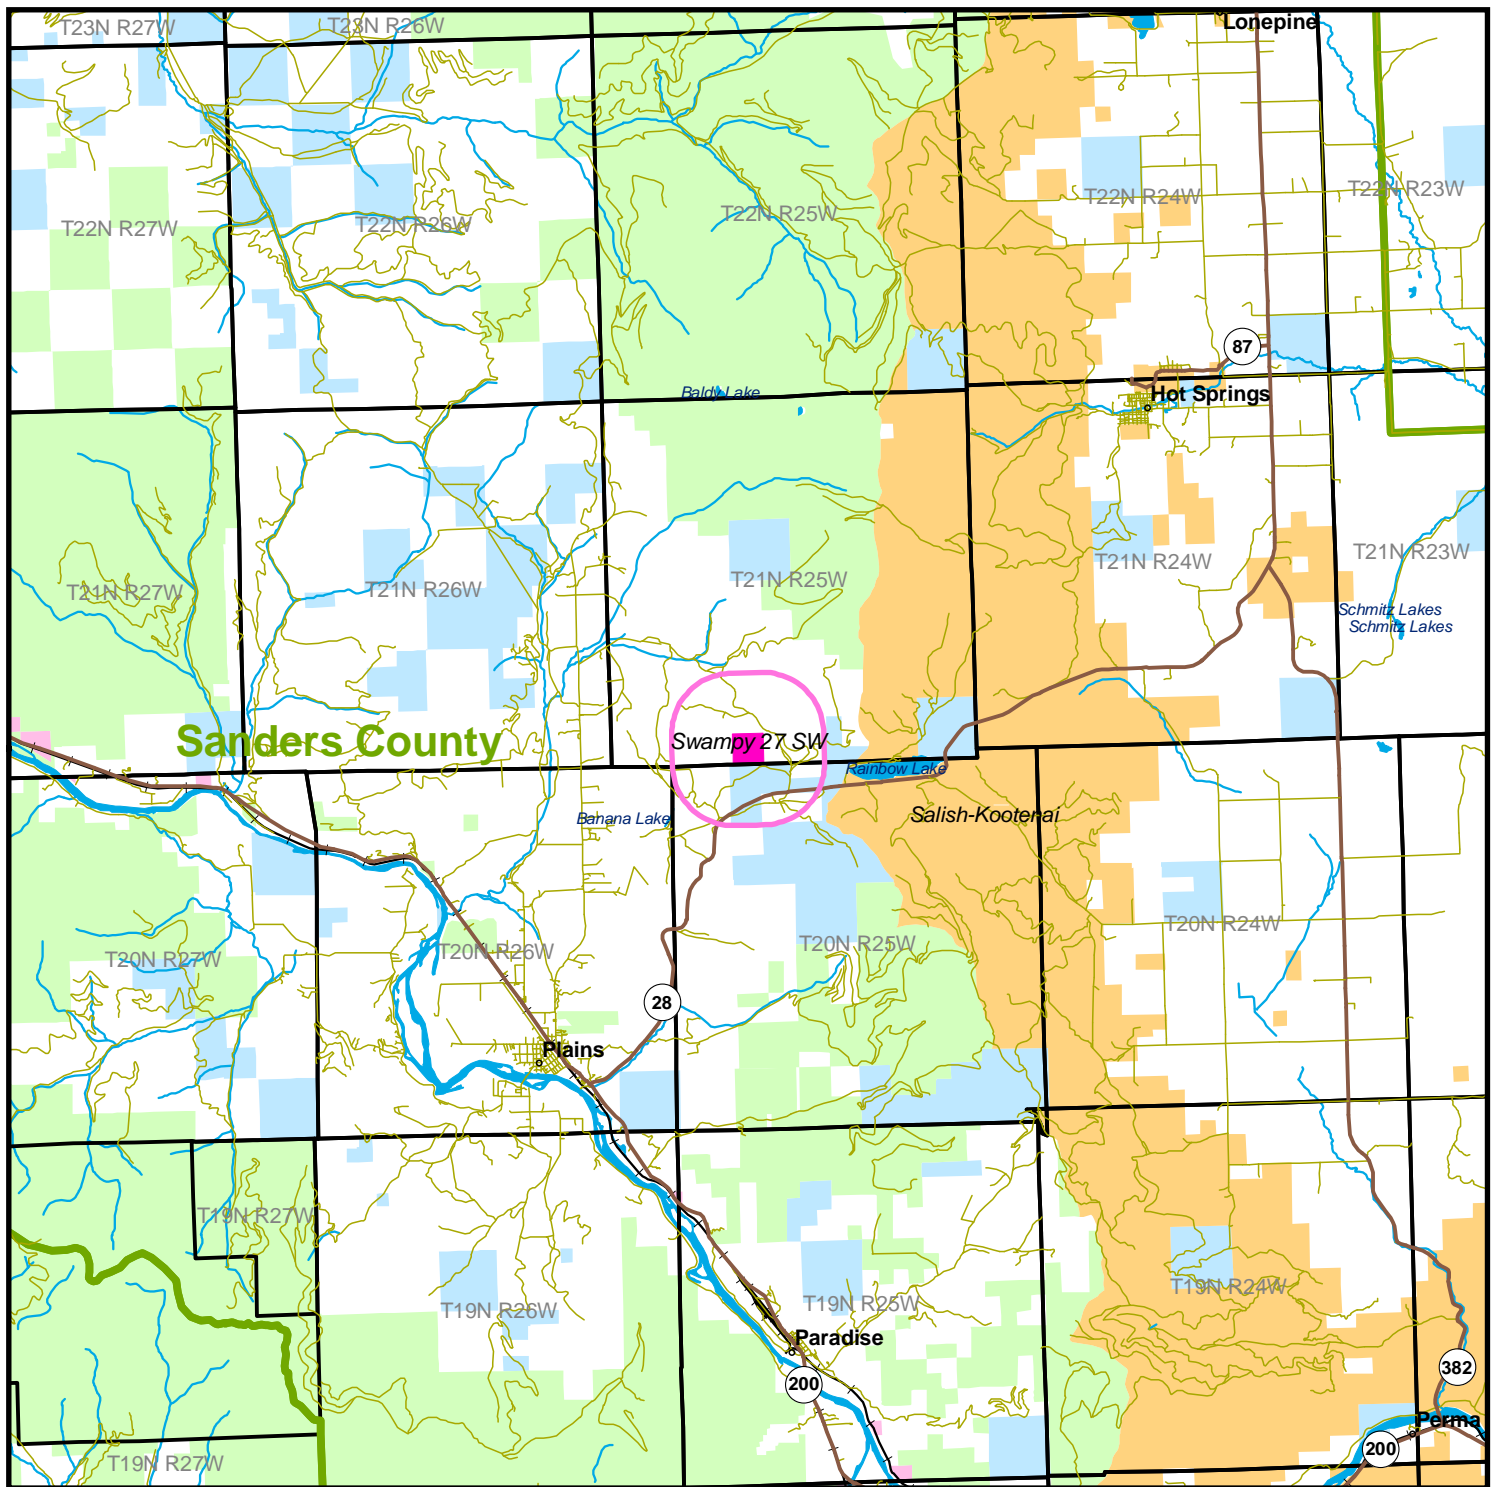 T23N R27W
T23N R26W
Lonepine
T22N R27W
T22N R26W
T22N R25W
T22N R24W
T22N R23W
87
Baldy Lake
Hot Springs
T21N R27W
T21N R26W
T21N R25W
T21N R24W
T21N R23W
Schmitz Lakes
Schmitz Lakes
Sanders County
Swampy 27 SW
Rainbow Lake
Banana Lake
Salish-Kootenai
T20N R27W
T20N R26W
T20N R25W
T20N R24W
28
Plains
T19N R27W
T19N R26W
T19N R25W
T19N R24W
Paradise
382
200
Perma
200
T19N R27W